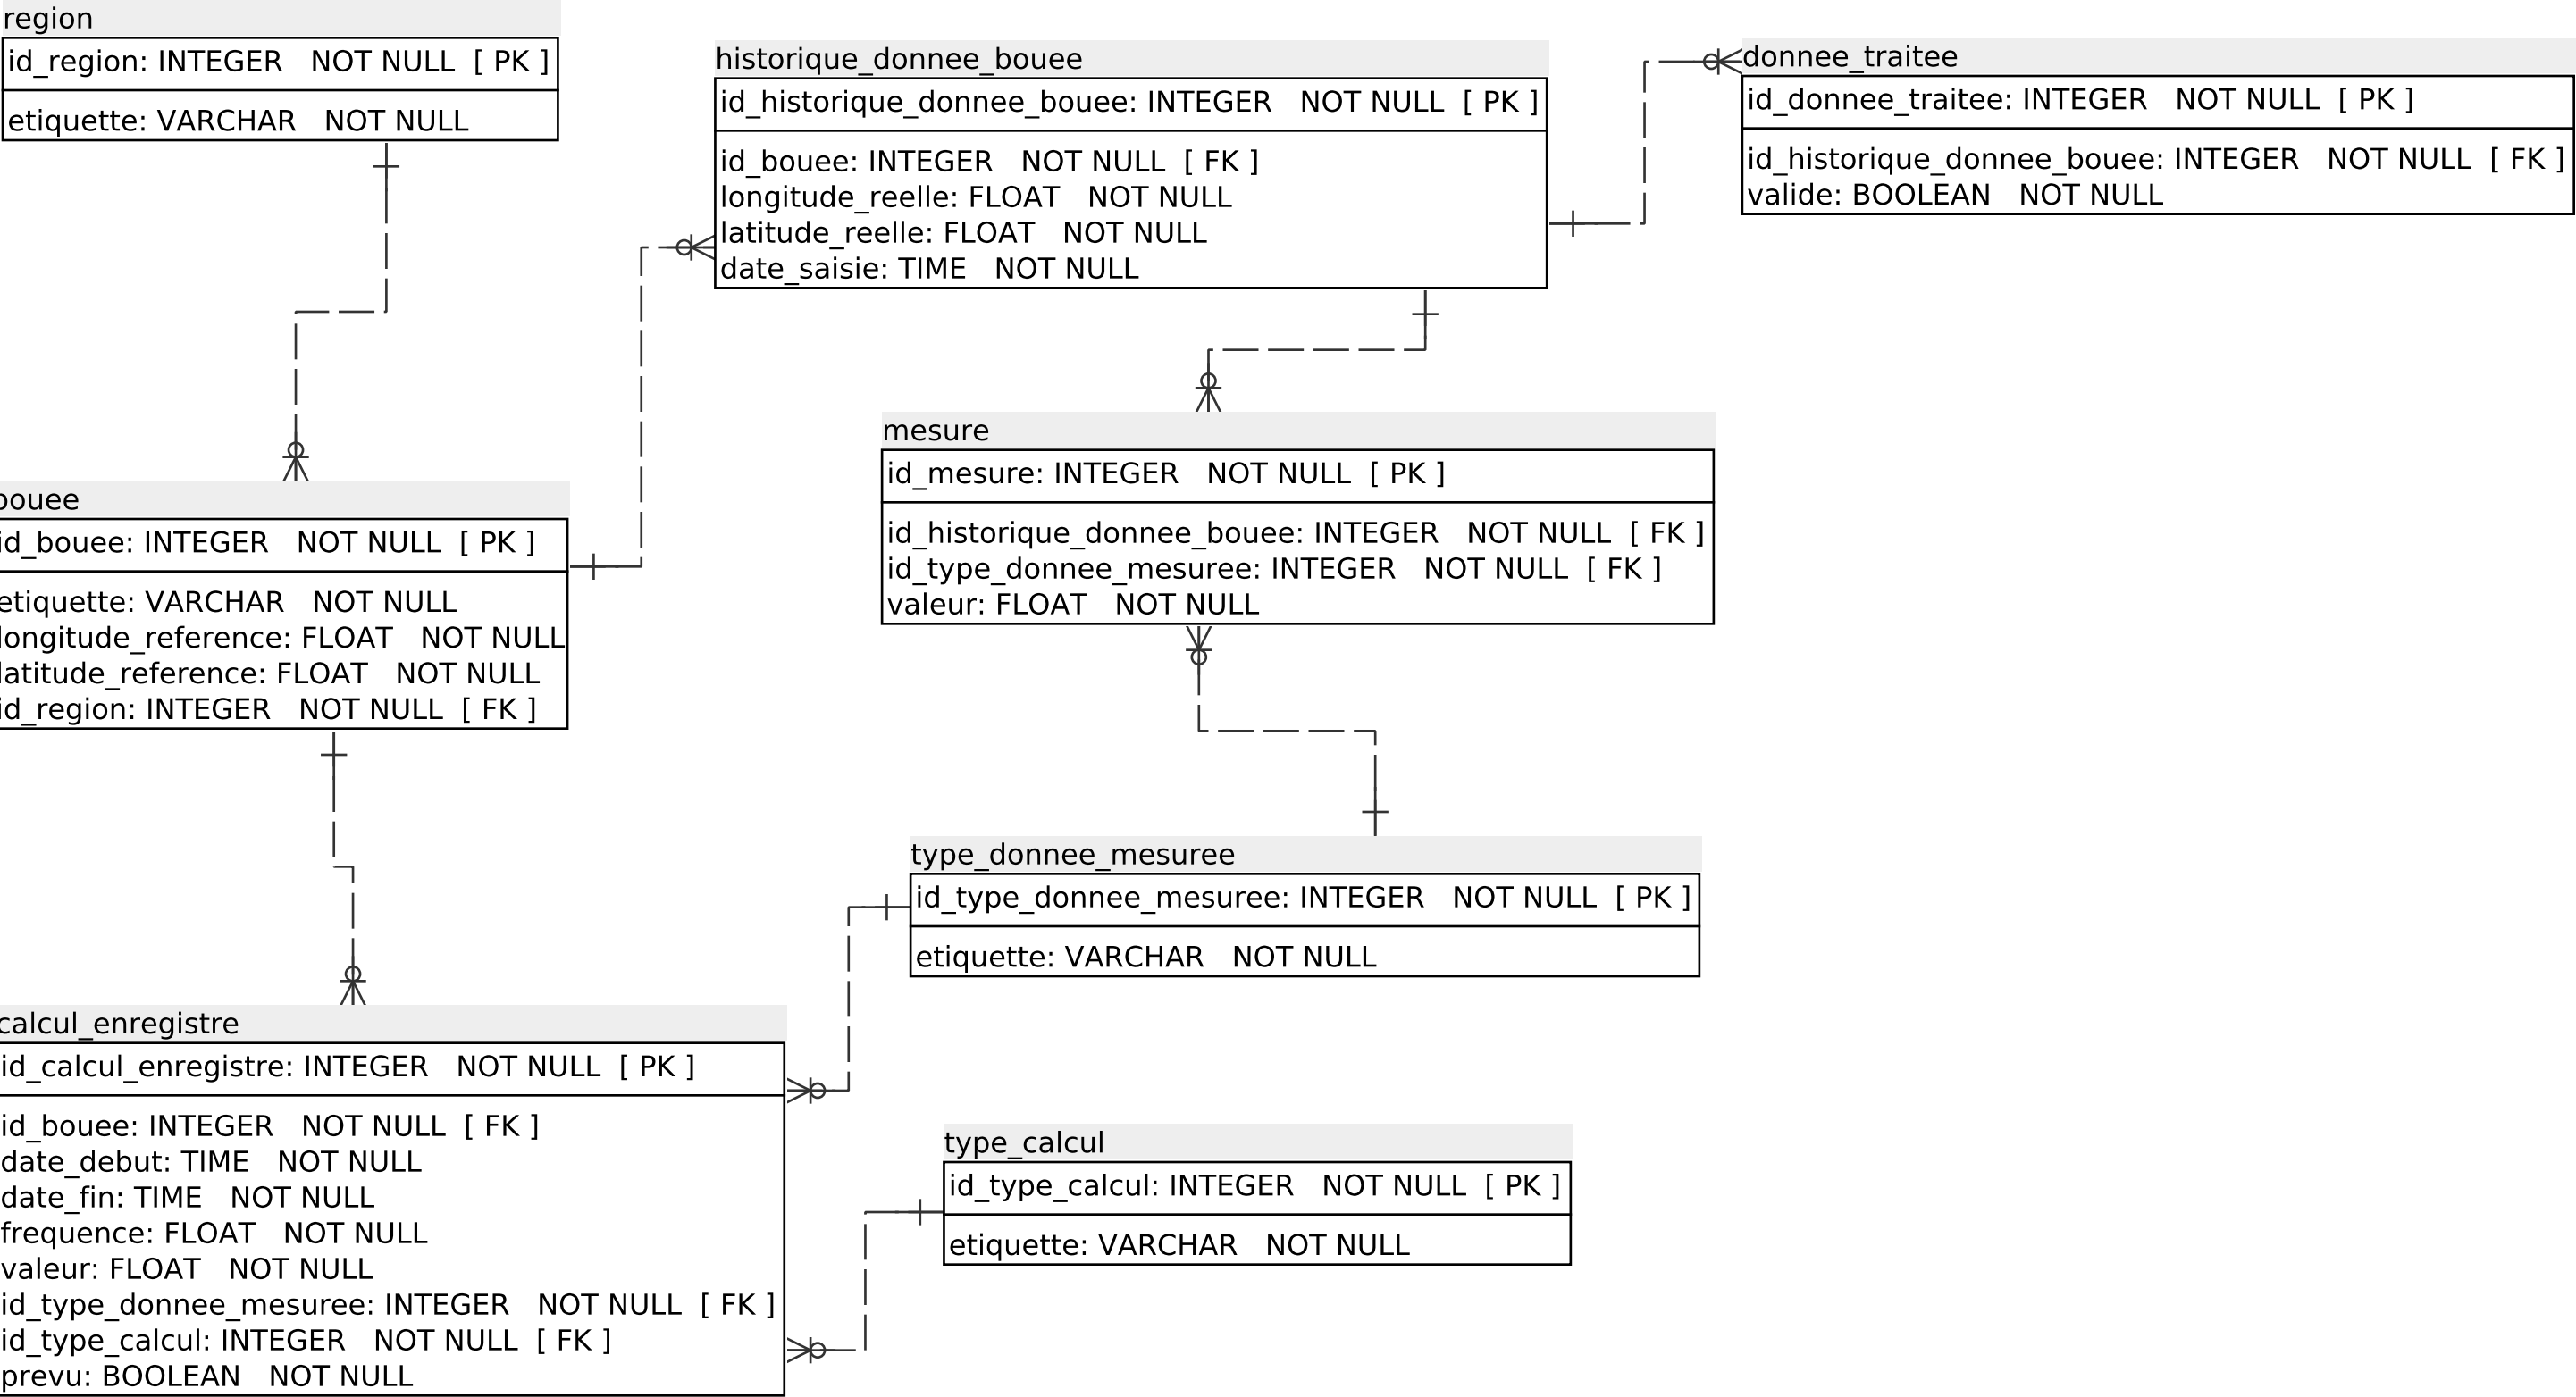 region
id_region: INTEGER NOT NULL [ PK ]
etiquette: VARCHAR NOT NULL
historique_donnee_bouee
id_historique_donnee_bouee: INTEGER NOT NULL [ PK ]
id_bouee: INTEGER NOT NULL [ FK ]
longitude_reelle: FLOAT NOT NULL
latitude_reelle: FLOAT NOT NULL
date_saisie: TIME NOT NULL
donnee_traitee
id_donnee_traitee: INTEGER NOT NULL [ PK ]
id_historique_donnee_bouee: INTEGER NOT NULL [ FK ]
valide: BOOLEAN NOT NULL
mesure
id_mesure: INTEGER NOT NULL [ PK ]
id_historique_donnee_bouee: INTEGER NOT NULL [ FK ]
id_type_donnee_mesuree: INTEGER NOT NULL [ FK ]
valeur: FLOAT NOT NULL
bouee
id_bouee: INTEGER NOT NULL [ PK ]
etiquette: VARCHAR NOT NULL
longitude_reference: FLOAT NOT NULL
latitude_reference: FLOAT NOT NULL
id_region: INTEGER NOT NULL [ FK ]
type_donnee_mesuree
id_type_donnee_mesuree: INTEGER NOT NULL [ PK ]
etiquette: VARCHAR NOT NULL
calcul_enregistre
id_calcul_enregistre: INTEGER NOT NULL [ PK ]
id_bouee: INTEGER NOT NULL [ FK ]
date_debut: TIME NOT NULL
date_fin: TIME NOT NULL
frequence: FLOAT NOT NULL
valeur: FLOAT NOT NULL
id_type_donnee_mesuree: INTEGER NOT NULL [ FK ]
id_type_calcul: INTEGER NOT NULL [ FK ]
prevu: BOOLEAN NOT NULL
type_calcul
id_type_calcul: INTEGER NOT NULL [ PK ]
etiquette: VARCHAR NOT NULL